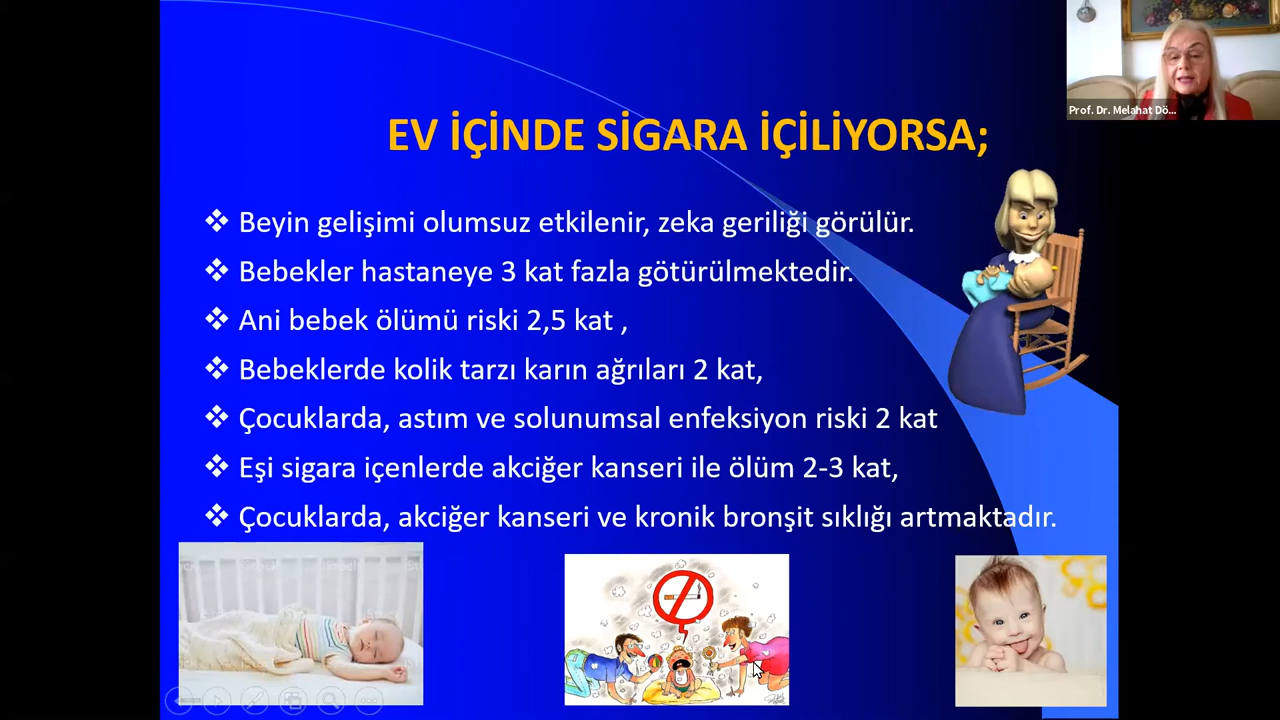 Prof. Dr. Melahat Dö...
EV İÇİNDE SİGARA İÇİLİYORSA;
❖ Beyin gelişimi olumsuz etkilenir, zeka geriliği görülür.
❖ Bebekler hastaneye 3 kat fazla götürülmektedir.
❖ Ani bebek ölümü riski 2,5 kat ,
❖ Bebeklerde kolik tarzı karın ağrıları 2 kat,
❖ Çocuklarda, astım ve solunumsal enfeksiyon riski 2 kat
❖ Eşi sigara içenlerde akciğer kanseri ile ölüm 2-3 kat,
❖ Çocuklarda, akciğer kanseri ve kronik bronşit sıklığı artmaktadır.